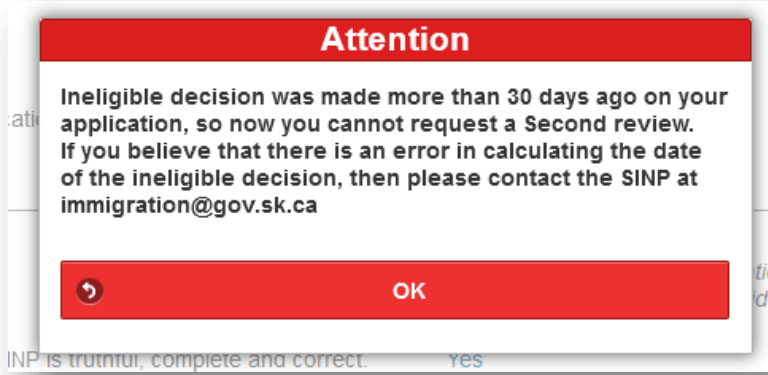 Attention
Ineligible decision was made more than 30 days ago on your
application, so now you cannot request a Second review.
If you believe that there is an error in calculating the date
of the ineligible decision, then please contact the SINP at
immigration@gov.sk.ca
OK
INP is truthful, complete and correct. Yes